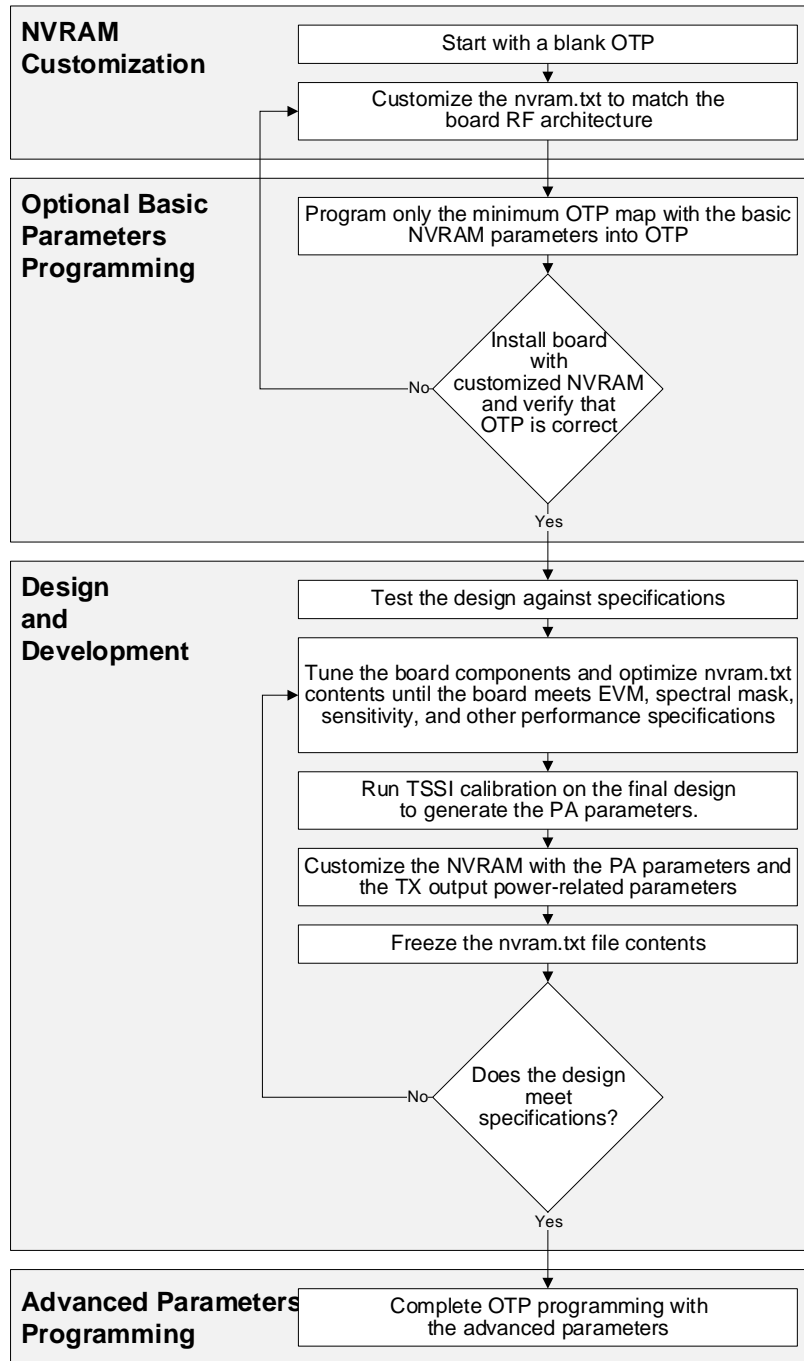 NVRAM
Customization
Start with a blank OTP
Customize the nvram.txt to match the
board RF architecture
Optional Basic
Parameters
Programming
Program only the minimum OTP map with the basic
NVRAM parameters into OTP
Install board
with
customized NVRAM
and verify that
OTP is correct
No
Yes
Design
and
Development
Test the design against specifications
Tune the board components and optimize nvram.txt
contents until the board meets EVM, spectral mask,
sensitivity, and other performance specifications
Run TSSI calibration on the final design
to generate the PA parameters.
Customize the NVRAM with the PA parameters and
the TX output power-related parameters
Freeze the nvram.txt file contents
Does the design
meet
specifications?
No
Yes
Advanced Parameters
Programming
Complete OTP programming with
the advanced parameters